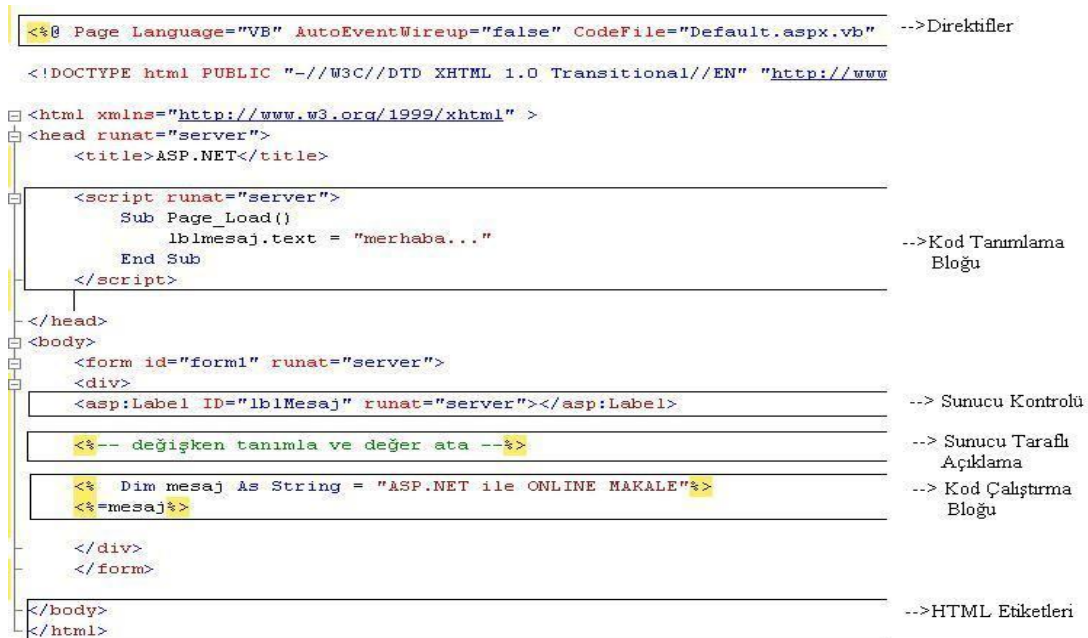 <%@ Page Language="VB" AutoEventWireup="false" CodeFile="Default.aspx.vb" -->Direktifler
<!DOCTYPE html PUBLIC "-//W3C//DTD XHTML 1.0 Transitional//EN" "http://www
<html xmlns="http://www.w3.org/1999/xhtml" >
<head runat="server">
<title>ASP.NET</title>
<script runat="server">
Sub Page_Load()
lblmesaj.text = "merhaba..."
End Sub
</script>
-->Kod Tanımlama
Bloğu
</head>
<body>
<form id="form1" runat="server">
<div>
<asp:Label ID="lblMesaj" runat="server"></asp:Label> --> Sunucu Kontrolü
<%-- değişken tanımla ve değer ata --%> --> Sunucu Taraflı
Açıklama
<% Dim mesaj As String = "ASP.NET ile ONLINE MAKALE"%> --> Kod Çalıştırma
<%=mesaj%> Bloğu
</div>
</form>
</body> -->HTML Etiketleri
</html>